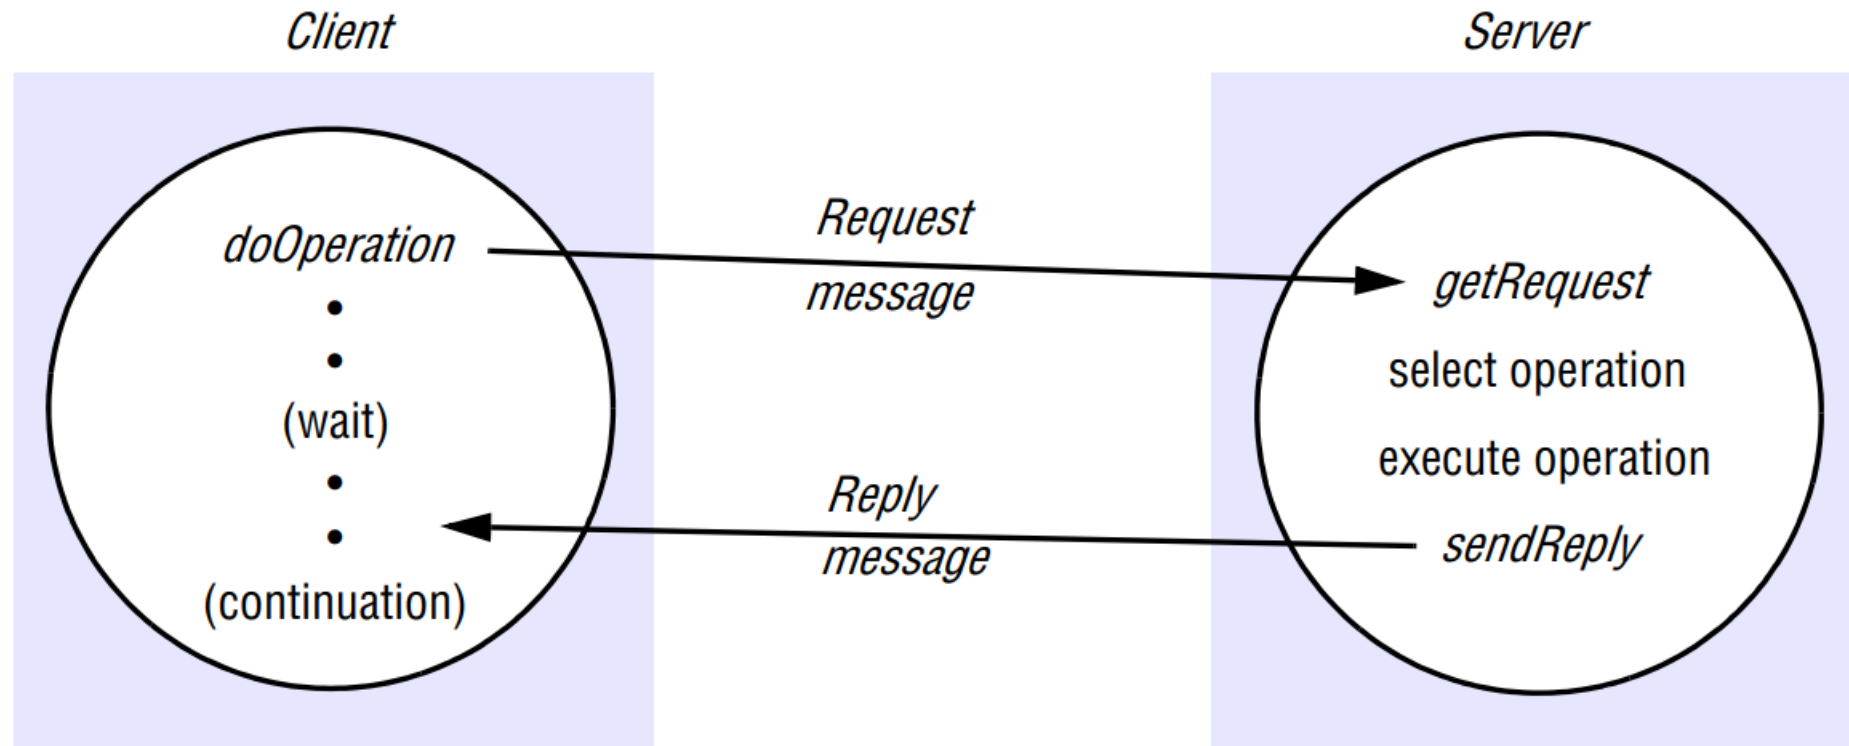 Client
Server
doOperation
•
•
(wait)
•
•
(continuation)
Request
message
Reply
message
getRequest
select operation
execute operation
sendReply